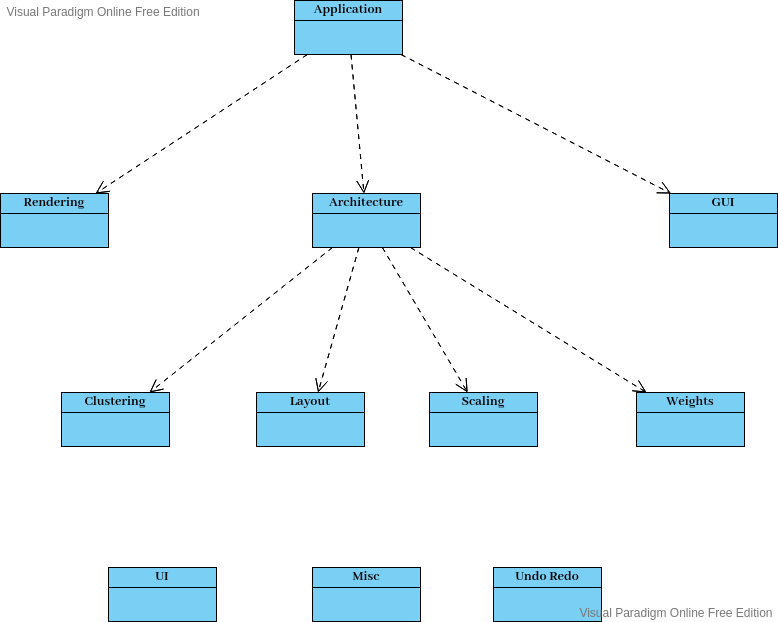 Visual Paradigm Online Free Edition
Application
Rendering
Architecture
GUI
Clustering
Layout
Scaling
Weights
UI
Misc
Undo Redo
Visual Paradigm Online Free Edition